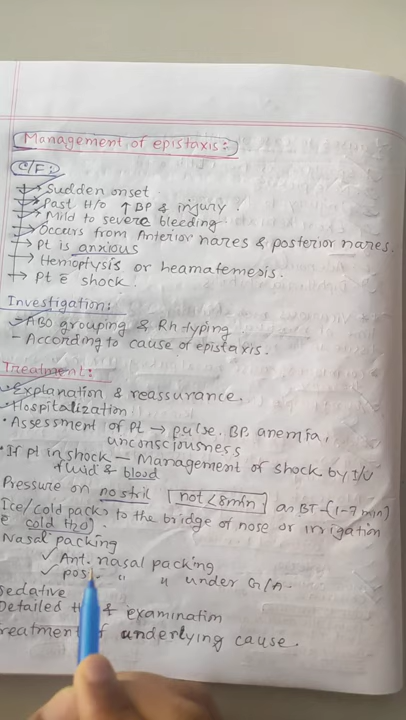 Management of epistaxis:
C/F:
→ Sudden onset.
→ Past H/o ↑BP & injury.
→ Mild to severe bleeding
→ Occurs from Anterior nares & posterior nares.
→ Pt is anxious
→ Hemoptysis or heamatemesis.
→ Pt c̄ shock.
Investigation:
- ABO grouping & Rh-typing
- According to cause of epistaxis.
Treatment:
Explanation & reassurance.
Hospitalization
• Assessment of Pt → pulse, BP, anemia,
unconsciousness
• If pt in shock - Management of shock by I/V
fluid & blood
Pressure on nostril [not <8min] as BT-(1-7 min)
Ice/cold packs to the bridge of nose or irrigation
c̄ cold H2O.
Nasal packing
✓ Ant. nasal packing
✓ pos. " " under G/A.
Sedative
Detailed & examination
treatment underlying cause.